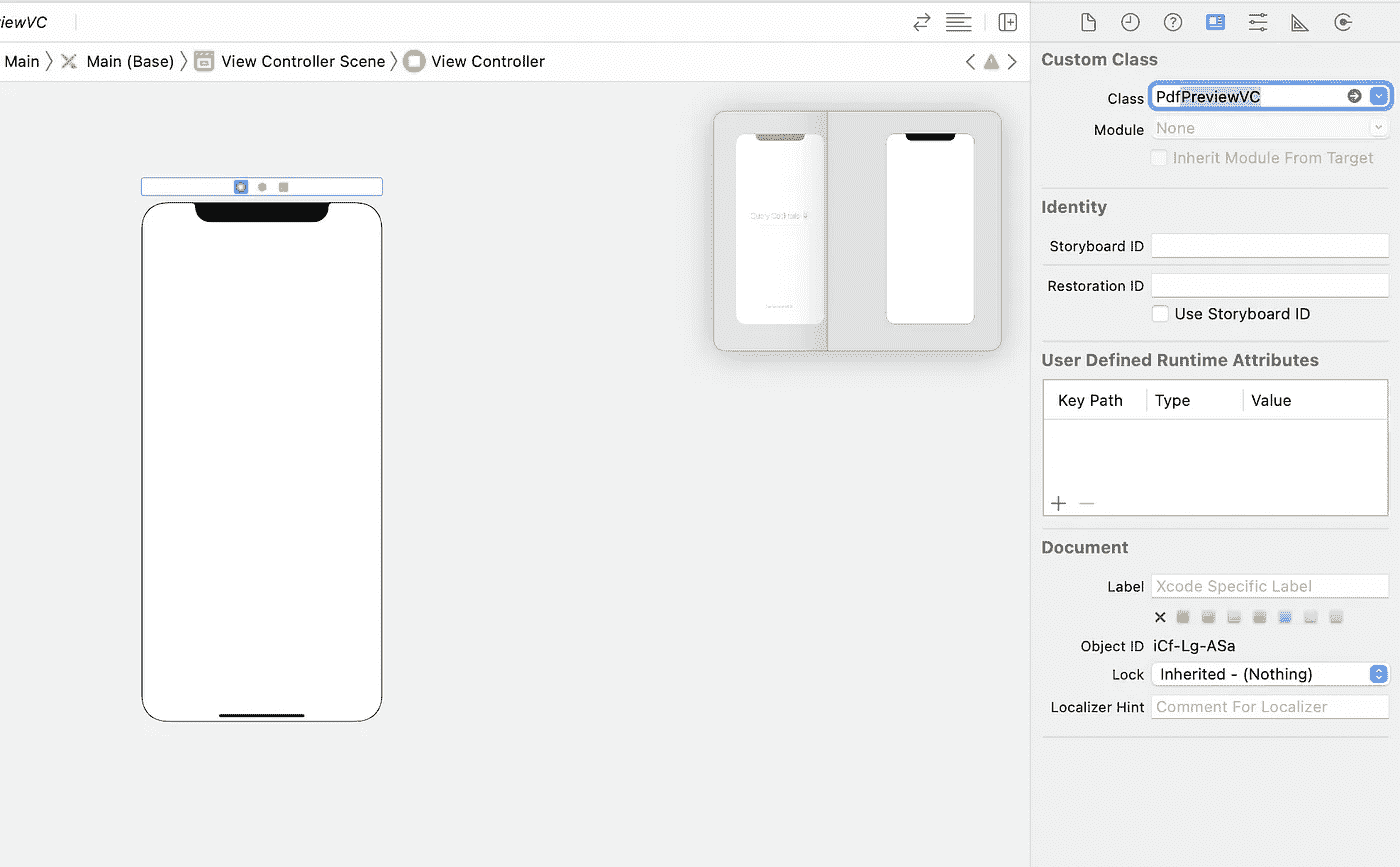 iewVC
Main Main (Base) View Controller Scene View Controller
Custom Class
Class PdfPreviewVC
Module None
Inherit Module From Target
Identity
Storyboard ID
Restoration ID
Use Storyboard ID
User Defined Runtime Attributes
Key Path Type Value
Document
Label Xcode Specific Label
Object ID iCf-Lg-ASa
Lock Inherited - (Nothing)
Localizer Hint Comment For Localizer